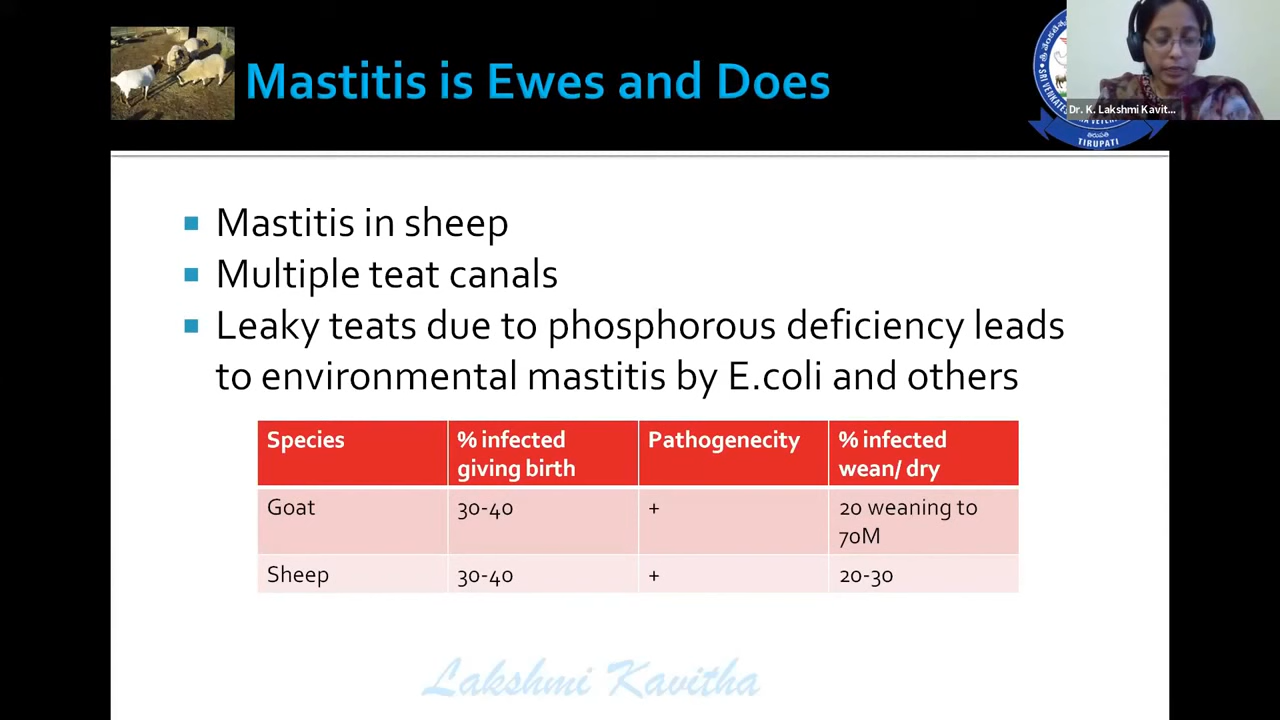 Mastitis is Ewes and Does
Dr. K. Lakshmi Kavit...
TIRUPATI
Mastitis in sheep
Multiple teat canals
Leaky teats due to phosphorous deficiency leads
to environmental mastitis by E.coli and others
Species % infected giving birth Pathogenecity % infected wean/ dry
Goat 30-40 + 20 weaning to 70M
Sheep 30-40 + 20-30
Lakshmi Kavitha